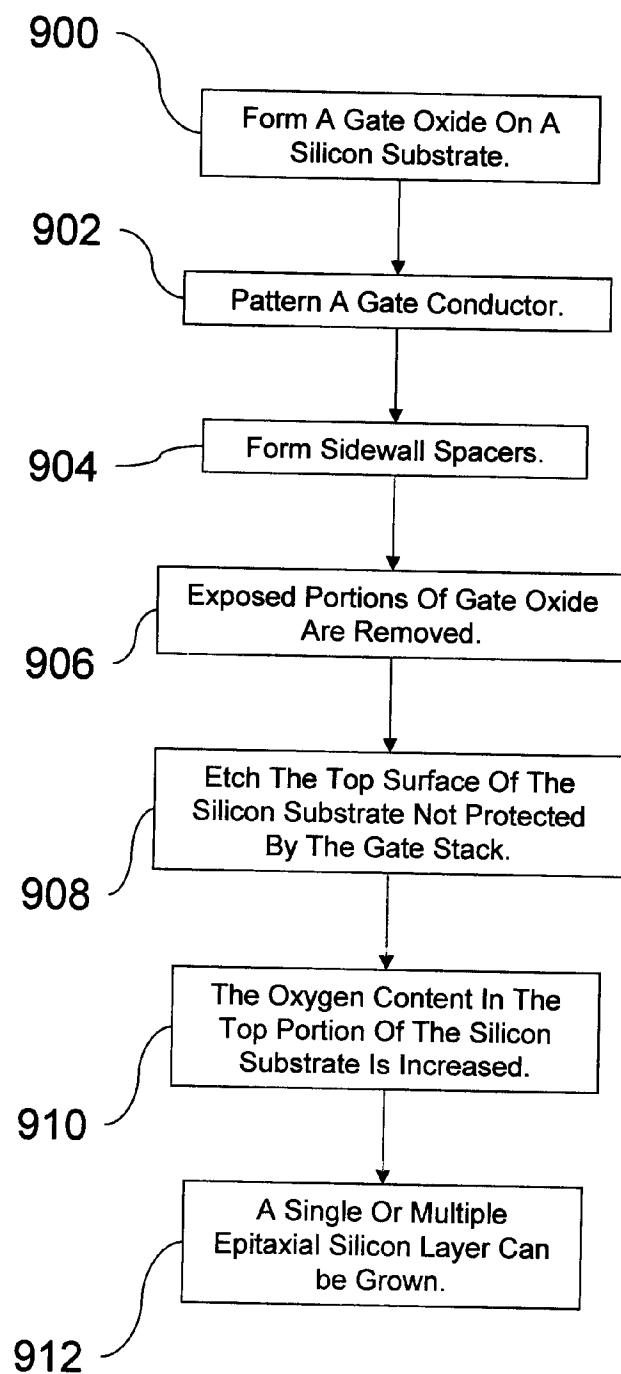 900
Form A Gate Oxide On A
Silicon Substrate.
902
Pattern A Gate Conductor.
904
Form Sidewall Spacers.
906
Exposed Portions Of Gate Oxide
Are Removed.
908
Etch The Top Surface Of The
Silicon Substrate Not Protected
By The Gate Stack.
910
The Oxygen Content In The
Top Portion Of The Silicon
Substrate Is Increased.
912
A Single Or Multiple
Epitaxial Silicon Layer Can
be Grown.